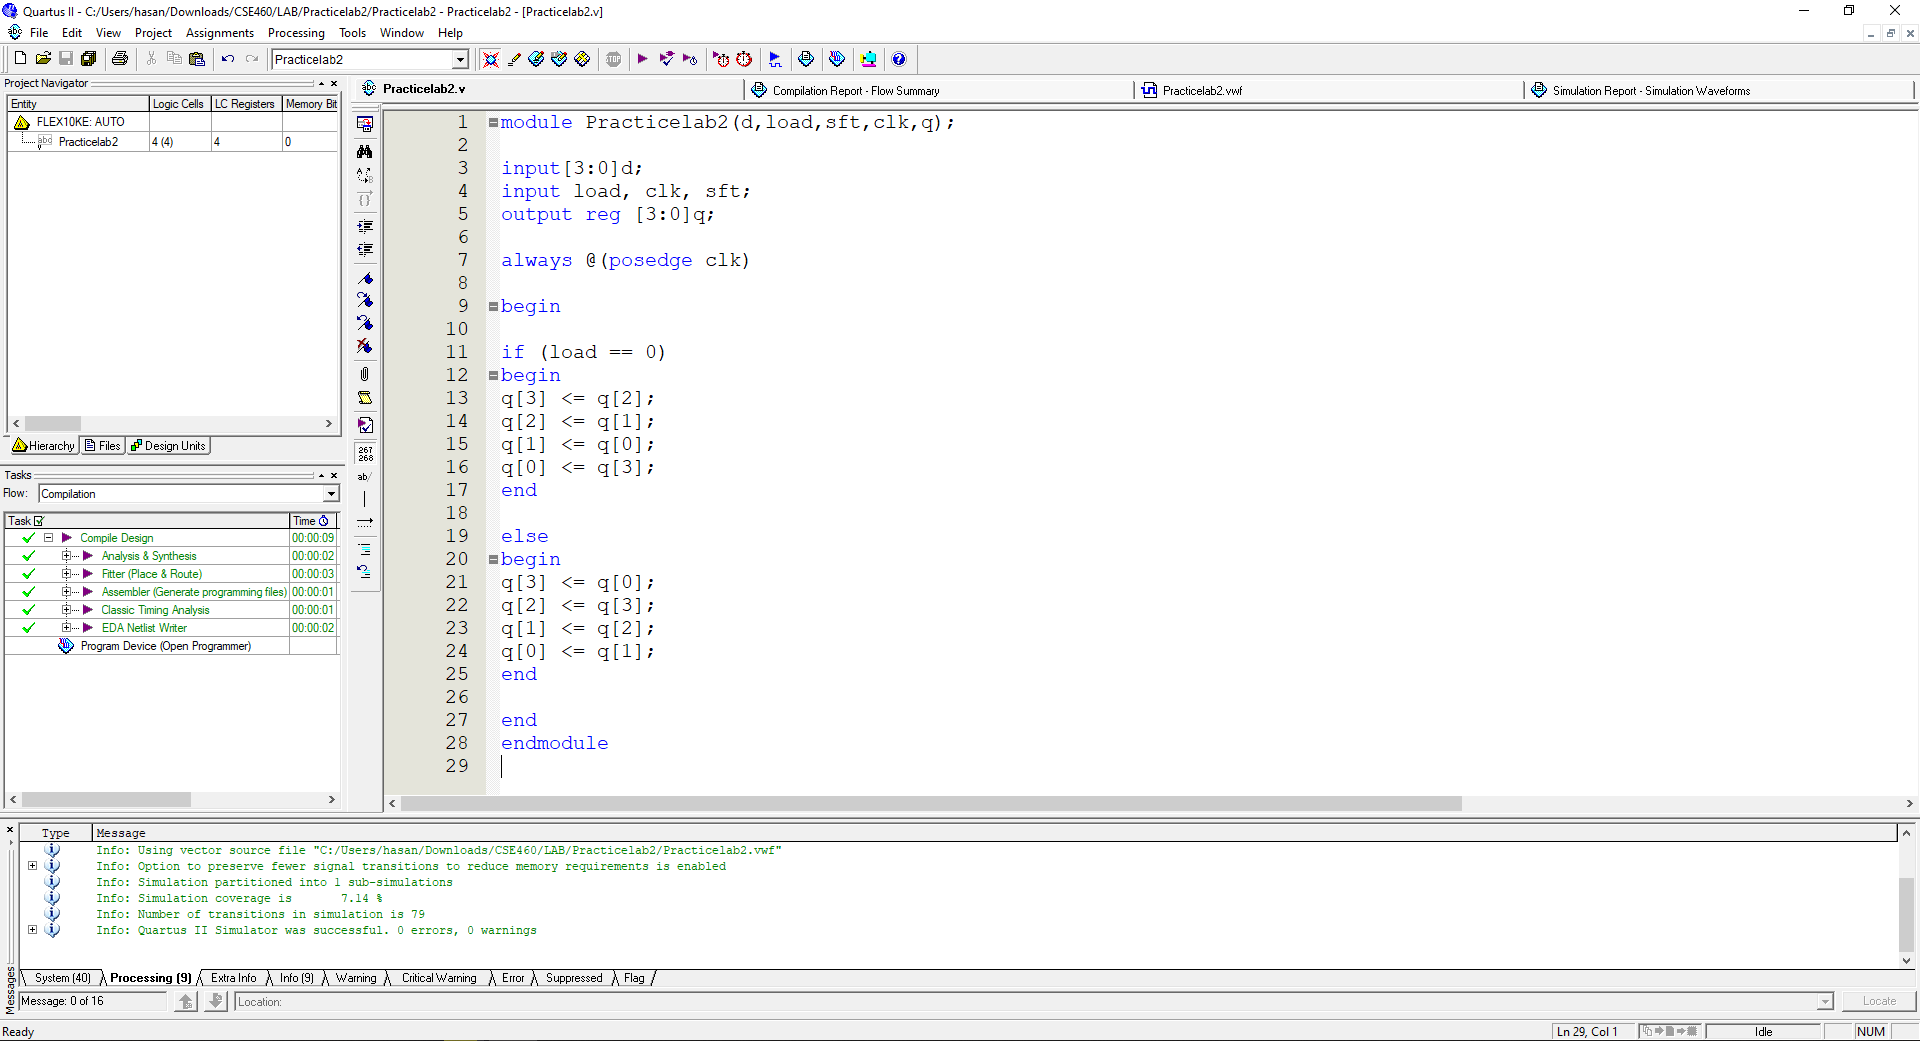 Quartus II - C:/Users/hasan/Downloads/CSE460/LAB/Practicelab2/Practicelab2 - Practicelab2 - [Practicelab2.v]
File Edit View Project Assignments Processing Tools Window Help
Practicelab2
Project Navigator
Entity Logic Cells LC Registers Memory Bit
FLEX10KE: AUTO
Practicelab2 4 (4) 4 0
Hierarchy Files Design Units
Tasks
Flow: Compilation
Task Time
Compile Design 00:00:09
Analysis & Synthesis 00:00:02
Fitter (Place & Route) 00:00:03
Assembler (Generate programming files) 00:00:01
Classic Timing Analysis 00:00:01
EDA Netlist Writer 00:00:02
Program Device (Open Programmer)
Practicelab2.v Compilation Report - Flow Summary Practicelab2.vwf Simulation Report - Simulation Waveforms
267
268
ab/
1 module Practicelab2(d,load,sft,clk,q);
2
3 input[3:0]d;
4 input load, clk, sft;
5 output reg [3:0]q;
6
7 always @(posedge clk)
8
9 begin
10
11 if (load == 0)
12 begin
13 q[3] <= q[2];
14 q[2] <= q[1];
15 q[1] <= q[0];
16 q[0] <= q[3];
17 end
18
19 else
20 begin
21 q[3] <= q[0];
22 q[2] <= q[3];
23 q[1] <= q[2];
24 q[0] <= q[1];
25 end
26
27 end
28 endmodule
29
Type Message
Info: Using vector source file "C:/Users/hasan/Downloads/CSE460/LAB/Practicelab2/Practicelab2.vwf"
Info: Option to preserve fewer signal transitions to reduce memory requirements is enabled
Info: Simulation partitioned into 1 sub-simulations
Info: Simulation coverage is 7.14 %
Info: Number of transitions in simulation is 79
Info: Quartus II Simulator was successful. 0 errors, 0 warnings
System (40) Processing (9) Extra Info Info (9) Warning Critical Warning Error Suppressed Flag
Messages
Message: 0 of 16 Location: Locate
Ready Ln 29, Col 1 Idle NUM